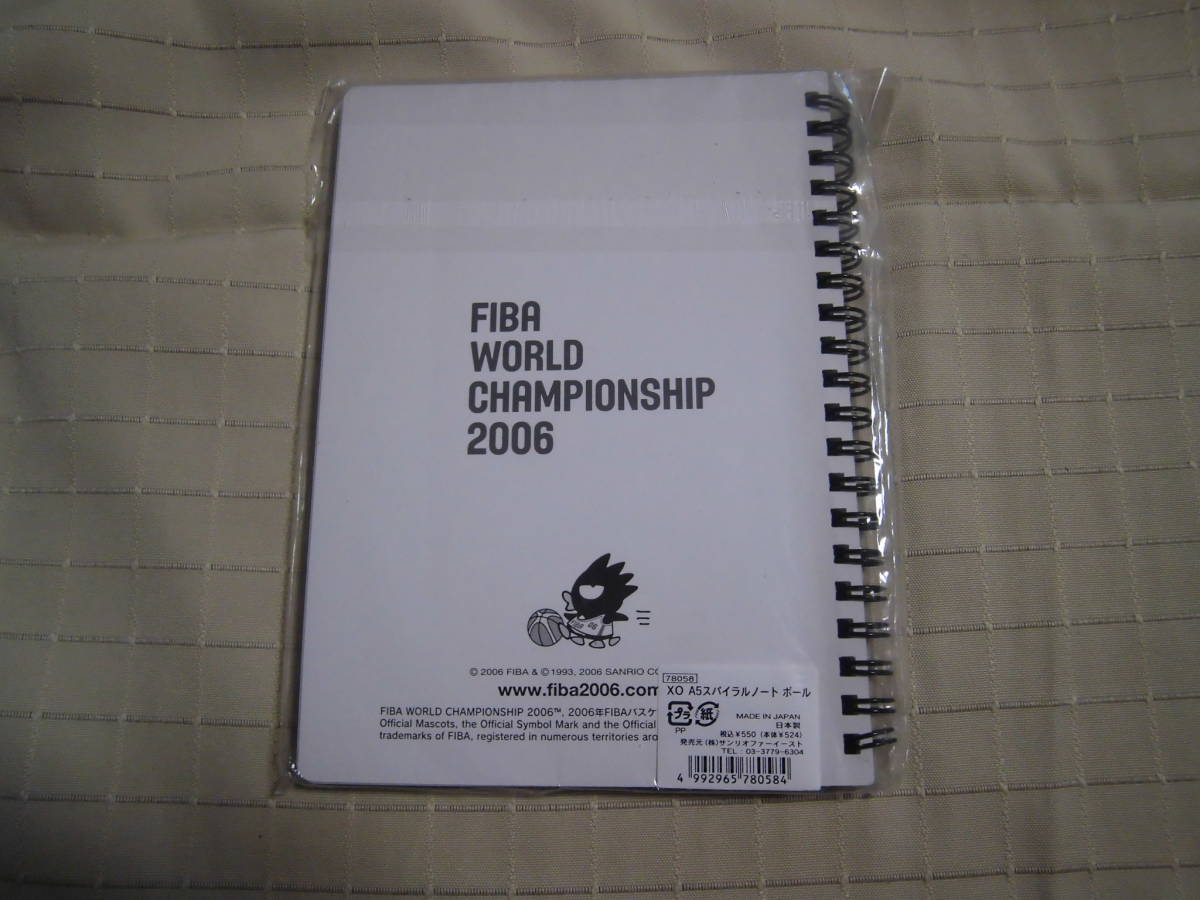 FIBA
WORLD
CHAMPIONSHIP
2006
© 2006 FIBA & © 1993, 2006 SANRIO CO
www.fiba2006.com
FIBA WORLD CHAMPIONSHIP 2006™, 2006年FIBAバスケ
Official Mascots, the Official Symbol Mark and the Official
trademarks of FIBA, registered in numerous territories aro
78058
XO A5スパイラルノート ボール
プラ 紙
PP
MADE IN JAPAN
日本製
税込¥550 (本体¥524)
発売元(株)サンリオファーイースト
TEL : 03-3779-6304
4 992965 780584